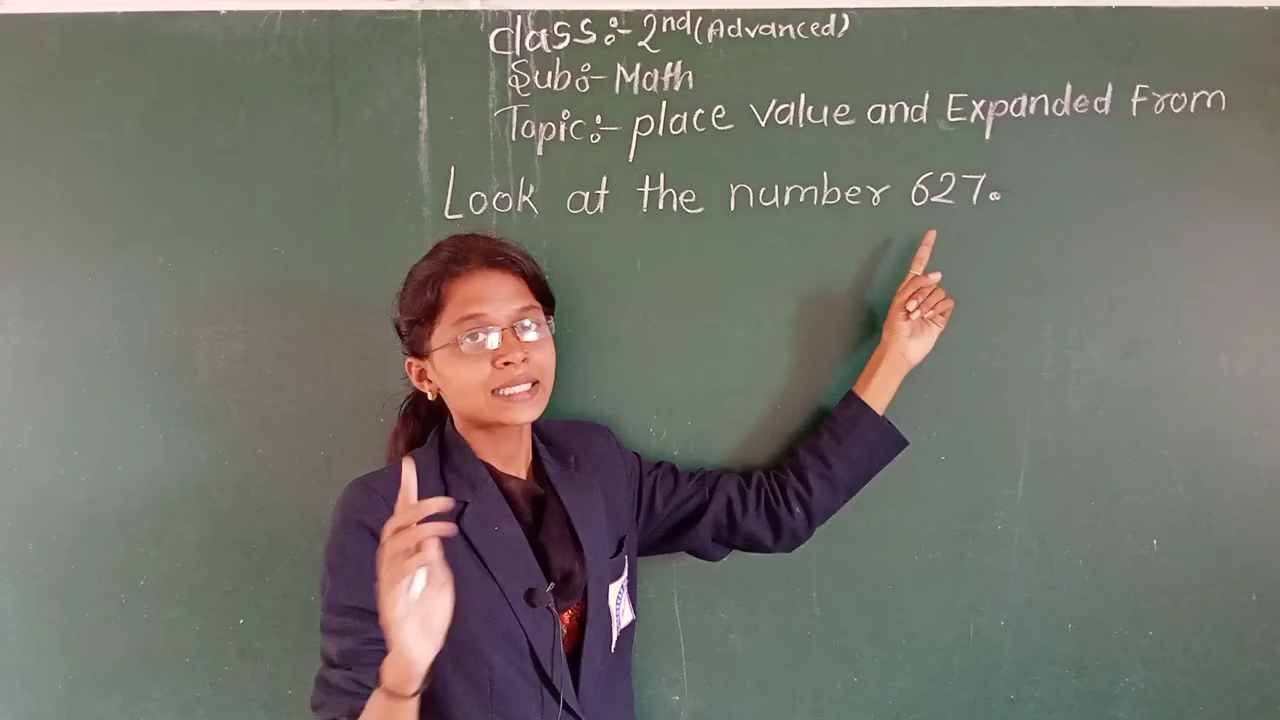 Class:- 2nd (Advanced)
Sub:- Math
Topic:- place value and Expanded From
Look at the number 627.